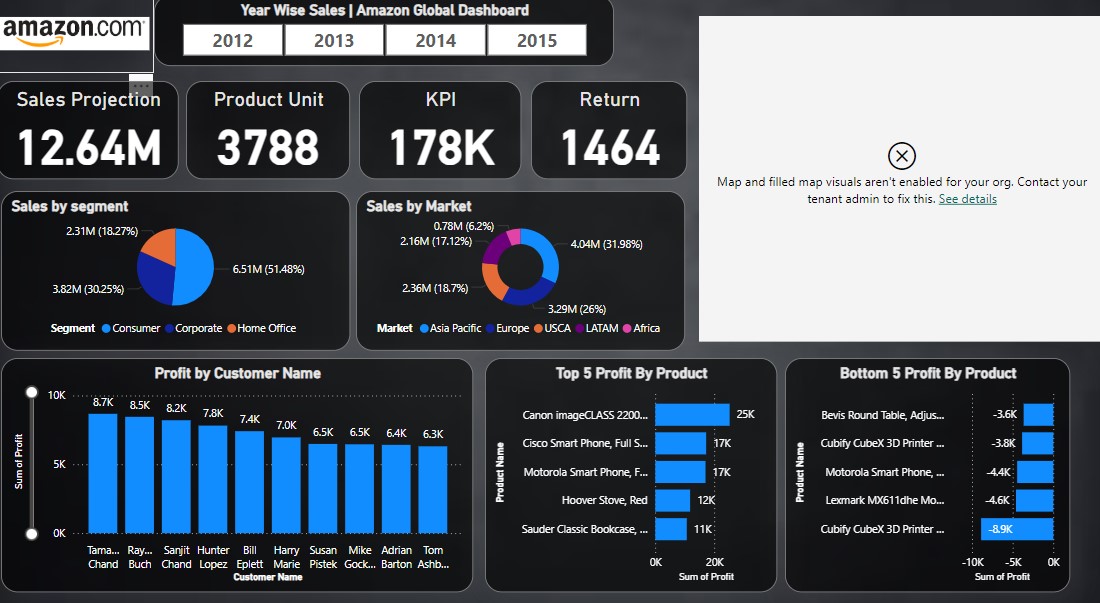 amazon.com
Year Wise Sales | Amazon Global Dashboard
2012
2013
2014
2015
Sales Projection
12.64M
Product Unit
3788
KPI
178K
Return
1464
Map and filled map visuals aren't enabled for your org. Contact your
tenant admin to fix this. See details
Sales by segment
2.31M (18.27%)
6.51M (51.48%)
3.82M (30.25%)
Segment Consumer Corporate Home Office
Sales by Market
0.78M (6.2%)
2.16M (17.12%)
4.04M (31.98%)
2.36M (18.7%)
3.29M (26%)
Market Asia Pacific Europe USCA LATAM Africa
Profit by Customer Name
Sum of Profit
10K
5K
0K
8.7K
8.5K
8.2K
7.8K
7.4K
7.0K
6.5K
6.5K
6.4K
6.3K
Tama...
Chand
Ray...
Buch
Sanjit
Chand
Hunter
Lopez
Bill
Eplett
Harry
Marie
Susan
Pistek
Mike
Gock...
Adrian
Barton
Tom
Ashb...
Customer Name
Top 5 Profit By Product
Product Name
Canon imageCLASS 2200... 25K
Cisco Smart Phone, Full S... 17K
Motorola Smart Phone, F... 17K
Hoover Stove, Red 12K
Sauder Classic Bookcase, ... 11K
0K 20K
Sum of Profit
Bottom 5 Profit By Product
Product Name
Bevis Round Table, Adjus... -3.6K
Cubify CubeX 3D Printer ... -3.8K
Motorola Smart Phone, ... -4.4K
Lexmark MX611dhe Mo... -4.6K
Cubify CubeX 3D Printer ... -8.9K
-10K -5K 0K
Sum of Profit